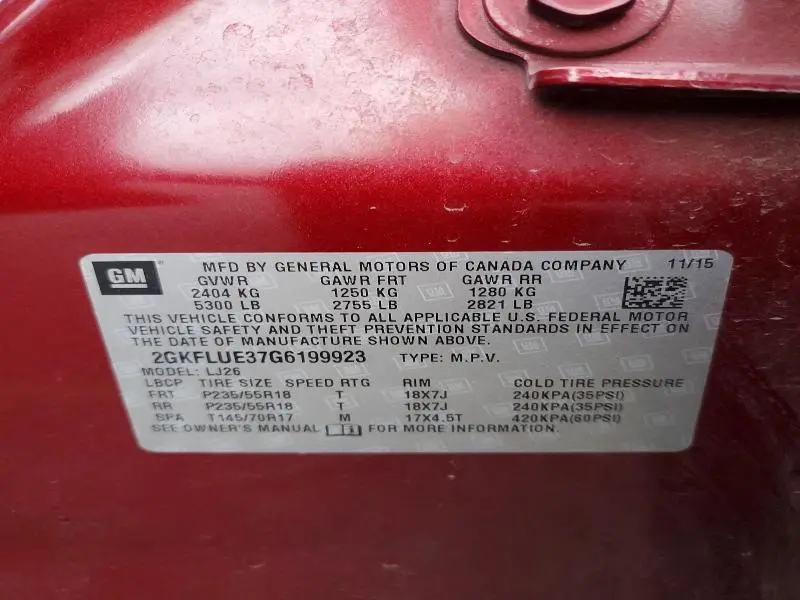 GM MFD BY GENERAL MOTORS OF CANADA COMPANY 11/15
GVWR GAWR FRT GAWR RR
2404 KG 1250 KG 1280 KG
5300 LB 2755 LB 2821 LB
THIS VEHICLE CONFORMS TO ALL APPLICABLE U.S. FEDERAL MOTOR
VEHICLE SAFETY AND THEFT PREVENTION STANDARDS IN EFFECT ON
THE DATE OF MANUFACTURE SHOWN ABOVE.
2GKFLUE37G6199923 TYPE: M.P.V.
MODEL: LJ26
LBCP TIRE SIZE SPEED RTG RIM COLD TIRE PRESSURE
FRT P235/55R18 T 18X7J 240KPA(35PSI)
RR P235/55R18 T 18X7J 240KPA(35PSI)
SPA T145/70R17 M 17X4.5T 420KPA(60PSI)
SEE OWNER'S MANUAL FOR MORE INFORMATION.